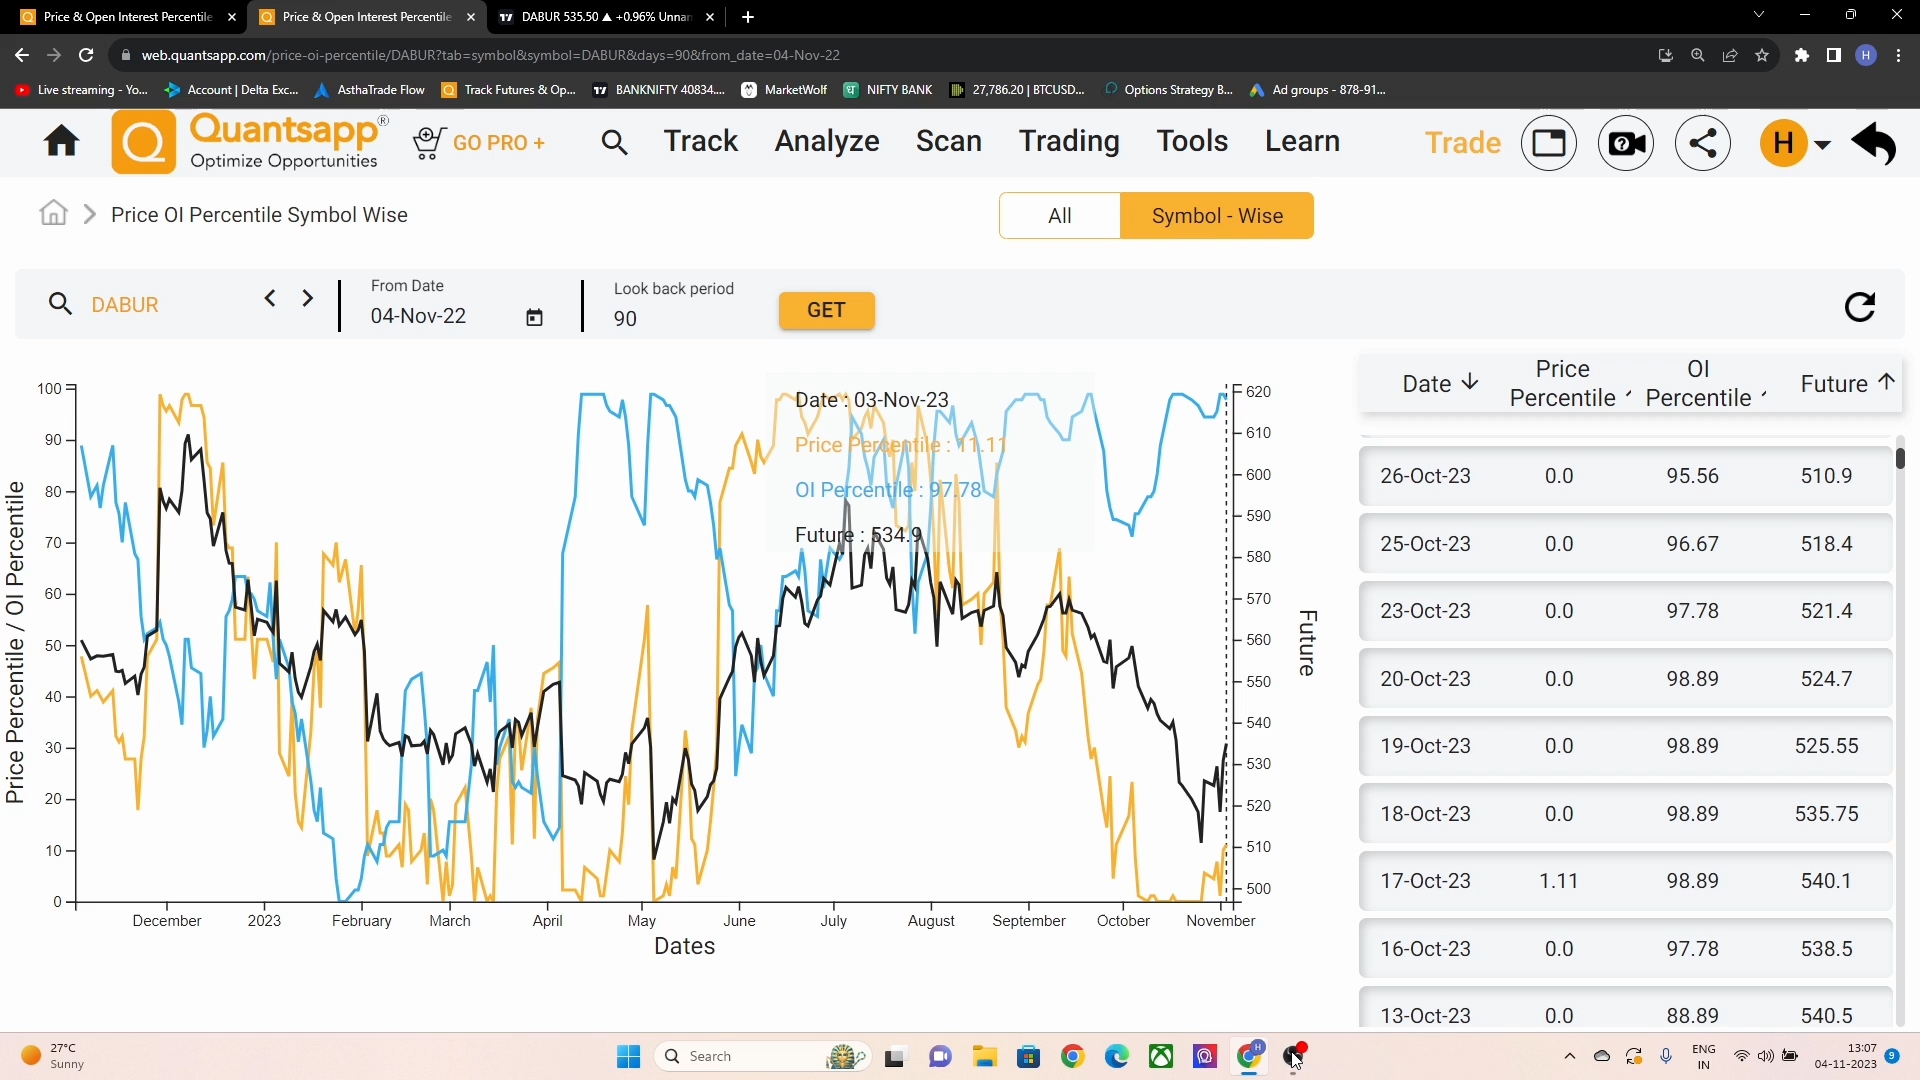 Price & Open Interest Percentile
Price & Open Interest Percentile
DABUR 535.50 ▲ +0.96% Unnar
web.quantsapp.com/price-oi-percentile/DABUR?tab=symbol&symbol=DABUR&days=90&from_date=04-Nov-22
H
Live streaming - Yo...
Account | Delta Exc...
AsthaTrade Flow
Track Futures & Op...
BANKNIFTY 40834....
MarketWolf
NIFTY BANK
27,786.20 | BTCUSD...
Options Strategy B...
Ad groups - 878-91...
Quantsapp®
Optimize Opportunities
GO PRO +
Track
Analyze
Scan
Trading
Tools
Learn
Trade
H
Price OI Percentile Symbol Wise
All
Symbol - Wise
DABUR
From Date
04-Nov-22
Look back period
90
GET
Date : 03-Nov-23
Price Percentile : 11.11
OI Percentile : 97.78
Future : 534.9
Price Percentile / OI Percentile
100
90
80
70
60
50
40
30
20
10
0
620
610
600
590
580
570
560
550
540
530
520
510
500
Future
December
2023
February
March
April
May
June
July
August
September
October
November
Dates
Date ↓ Price Percentile OI Percentile Future ↑
26-Oct-23 0.0 95.56 510.9
25-Oct-23 0.0 96.67 518.4
23-Oct-23 0.0 97.78 521.4
20-Oct-23 0.0 98.89 524.7
19-Oct-23 0.0 98.89 525.55
18-Oct-23 0.0 98.89 535.75
17-Oct-23 1.11 98.89 540.1
16-Oct-23 0.0 97.78 538.5
13-Oct-23 0.0 88.89 540.5
27°C
Sunny
Search
H
ENG
IN
13:07
04-11-2023
9